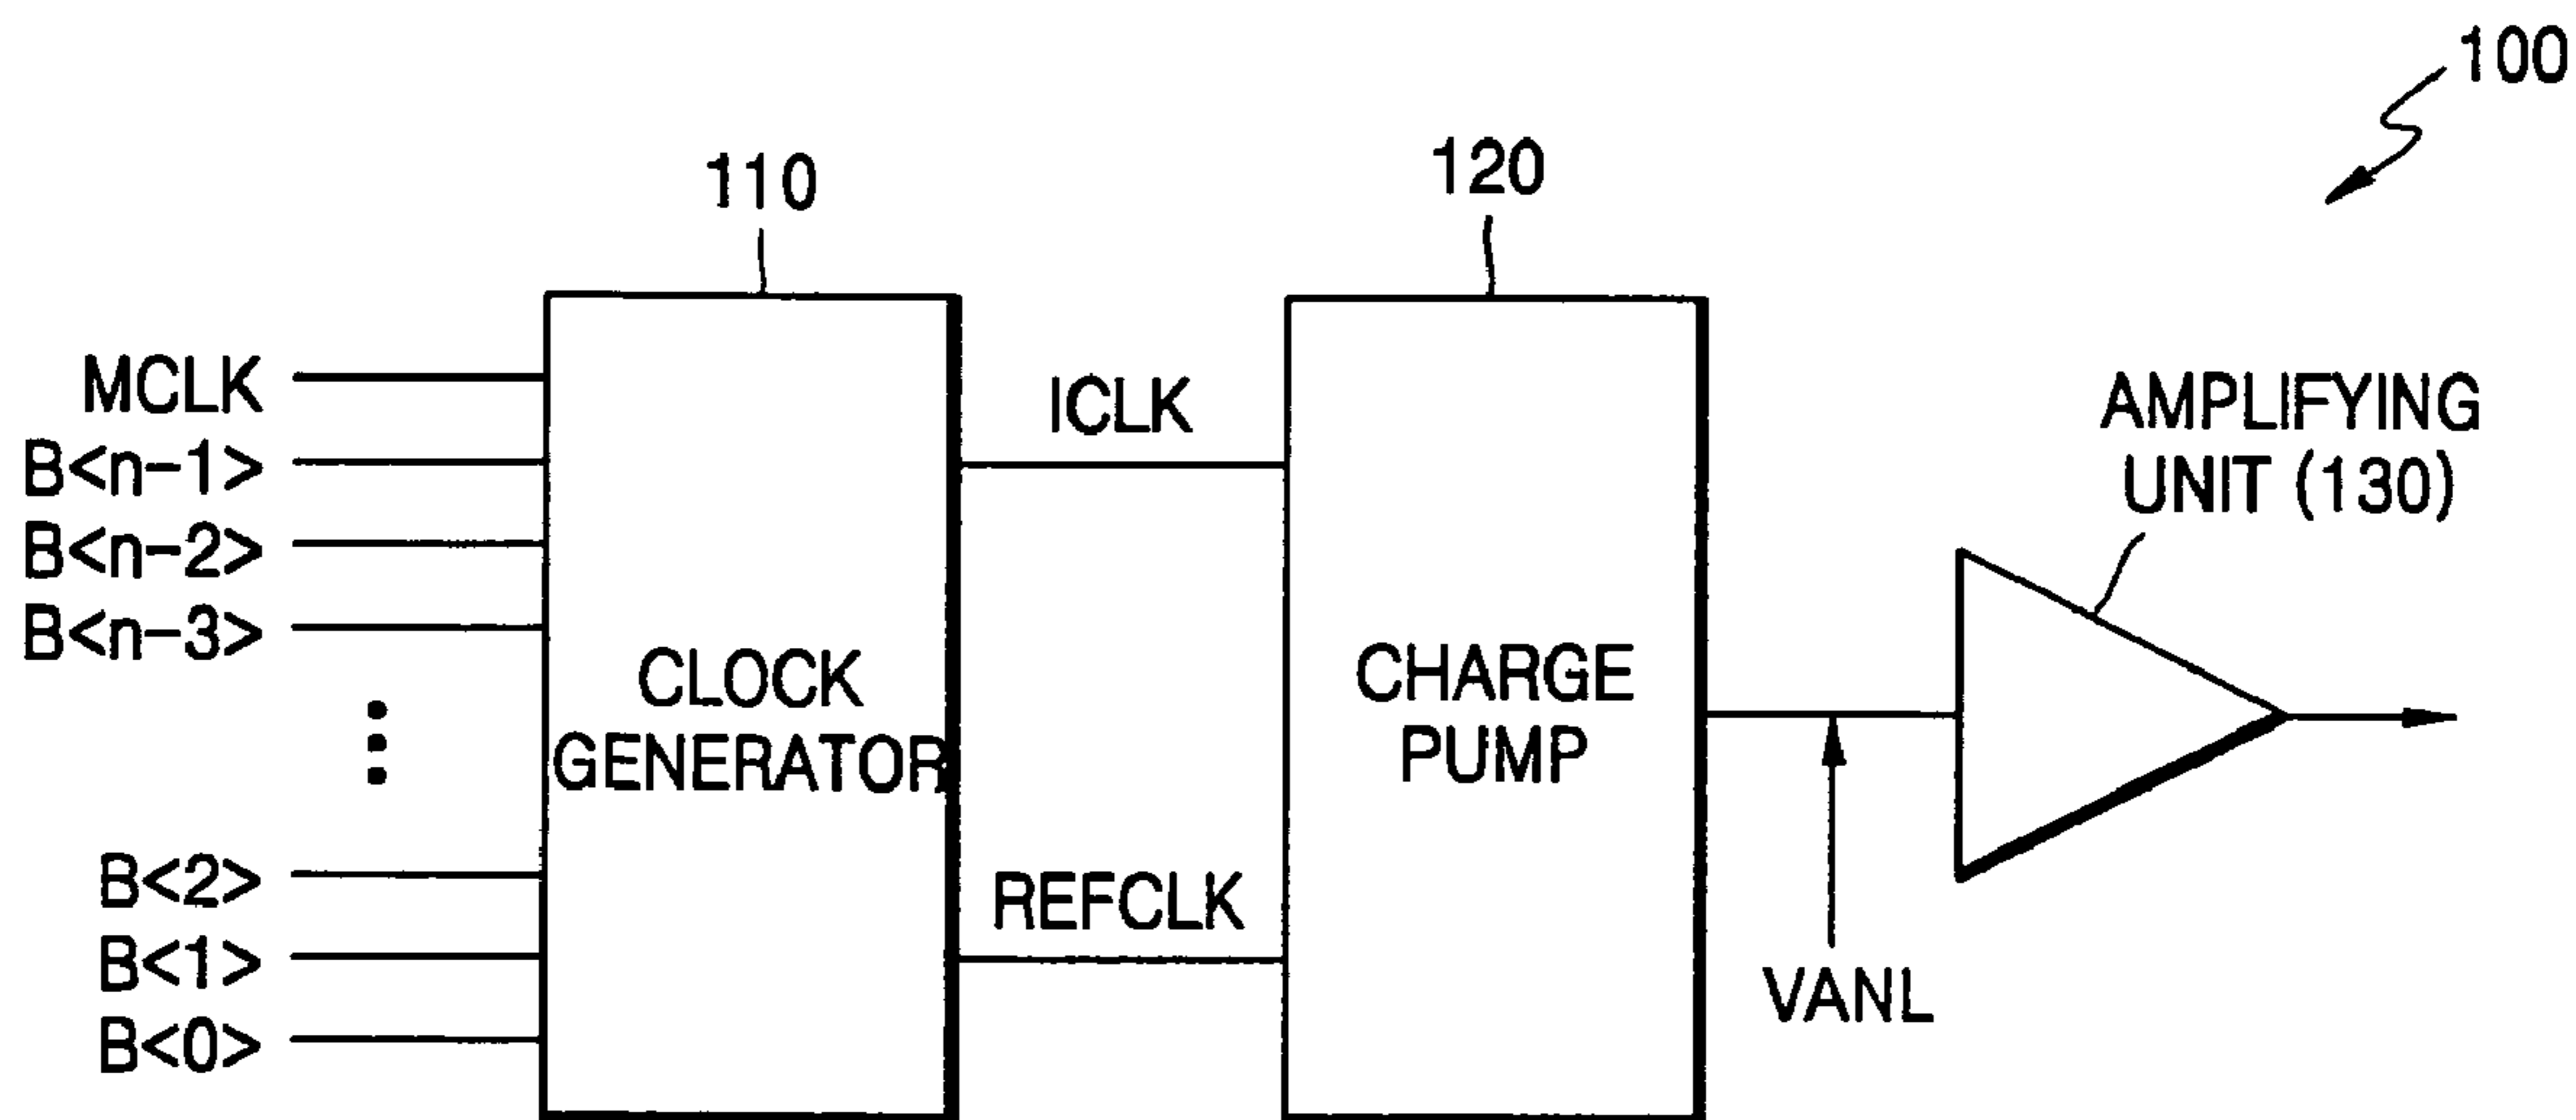 100
110
120
MCLK
B<n-1>
B<n-2>
B<n-3>
B<2>
B<1>
B<0>
CLOCK
GENERATOR
ICLK
REFCLK
CHARGE
PUMP
VANL
AMPLIFYING
UNIT (130)